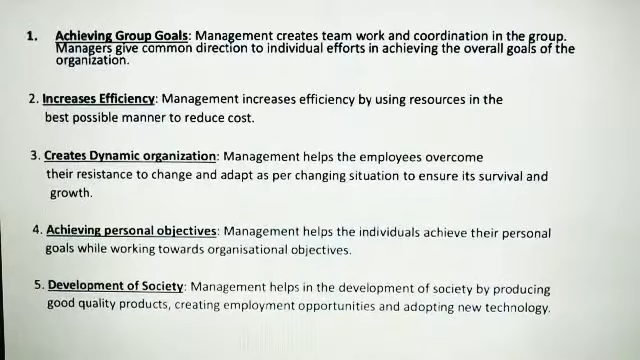 1. Achieving Group Goals: Management creates team work and coordination in the group.
Managers give common direction to individual efforts in achieving the overall goals of the
organization.
2. Increases Efficiency: Management increases efficiency by using resources in the
best possible manner to reduce cost.
3. Creates Dynamic organization: Management helps the employees overcome
their resistance to change and adapt as per changing situation to ensure its survival and
growth.
4. Achieving personal objectives: Management helps the individuals achieve their personal
goals while working towards organisational objectives.
5. Development of Society: Management helps in the development of society by producing
good quality products, creating employment opportunities and adopting new technology.